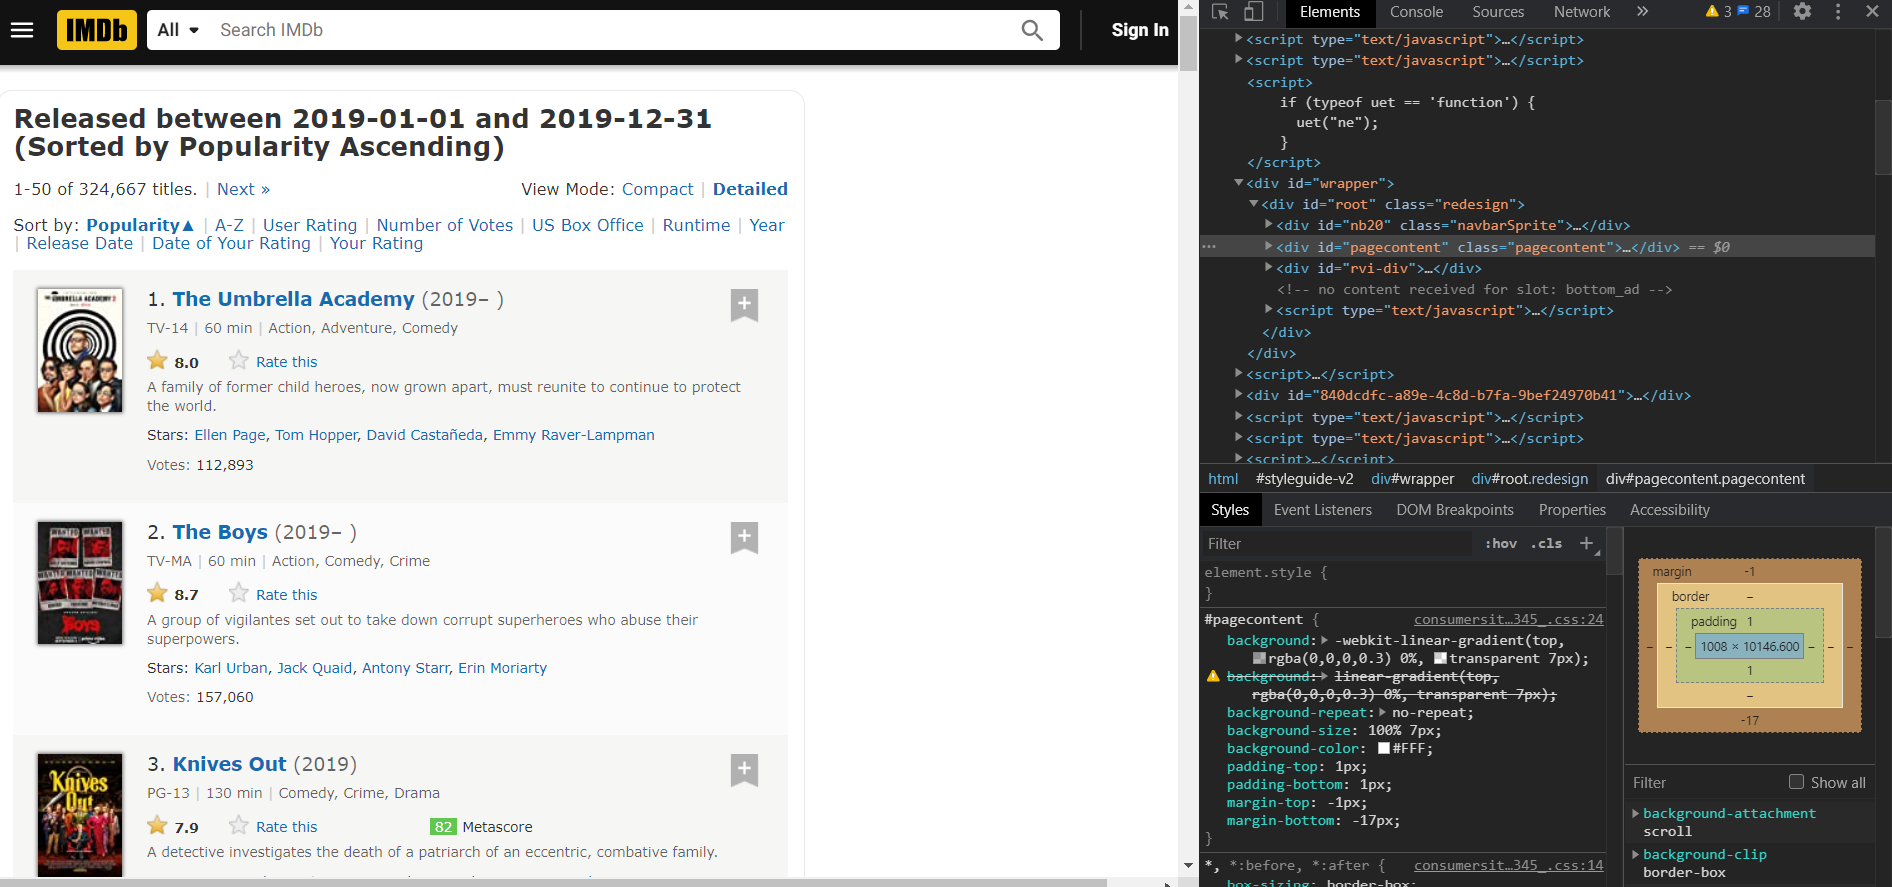 IMDb All Search IMDb Sign In
Released between 2019-01-01 and 2019-12-31
(Sorted by Popularity Ascending)
1-50 of 324,667 titles. | Next » View Mode: Compact | Detailed
Sort by: Popularity▲ | A-Z | User Rating | Number of Votes | US Box Office | Runtime | Year
| Release Date | Date of Your Rating | Your Rating
1. The Umbrella Academy (2019– )
TV-14 | 60 min | Action, Adventure, Comedy
8.0 Rate this
A family of former child heroes, now grown apart, must reunite to continue to protect
the world.
Stars: Ellen Page, Tom Hopper, David Castañeda, Emmy Raver-Lampman
Votes: 112,893
WANTED WANTED
BOYS
2. The Boys (2019– )
TV-MA | 60 min | Action, Comedy, Crime
8.7 Rate this
A group of vigilantes set out to take down corrupt superheroes who abuse their
superpowers.
Stars: Karl Urban, Jack Quaid, Antony Starr, Erin Moriarty
Votes: 157,060
Knives
Out
3. Knives Out (2019)
PG-13 | 130 min | Comedy, Crime, Drama
7.9 Rate this 82 Metascore
A detective investigates the death of a patriarch of an eccentric, combative family.
Elements Console Sources Network » 3 28
<script type="text/javascript">…</script>
<script type="text/javascript">…</script>
<script>
if (typeof uet == 'function') {
uet("ne");
}
</script>
<div id="wrapper">
<div id="root" class="redesign">
<div id="nb20" class="navbarSprite">…</div>
<div id="pagecontent" class="pagecontent">…</div> == $0
<div id="rvi-div">…</div>
<!-- no content received for slot: bottom_ad -->
<script type="text/javascript">…</script>
</div>
</div>
<script>…</script>
<div id="840dcdfc-a89e-4c8d-b7fa-9bef24970b41">…</div>
<script type="text/javascript">…</script>
<script type="text/javascript">…</script>
<script>…</script>
html #styleguide-v2 div#wrapper div#root.redesign div#pagecontent.pagecontent
Styles Event Listeners DOM Breakpoints Properties Accessibility
Filter :hov .cls +
element.style {
}
#pagecontent { consumersit…345_.css:24
background: -webkit-linear-gradient(top,
rgba(0,0,0,0.3) 0%, transparent 7px);
background: linear-gradient(top,
rgba(0,0,0,0.3) 0%, transparent 7px);
background-repeat: no-repeat;
background-size: 100% 7px;
background-color: #FFF;
padding-top: 1px;
padding-bottom: 1px;
margin-top: -1px;
margin-bottom: -17px;
}
*, *:before, *:after { consumersit…345_.css:14
box-sizing: border-box;
margin -1
border –
padding 1
– – – 1008 × 10146.600 – – –
1
–
-17
Filter Show all
background-attachment
scroll
background-clip
border-box